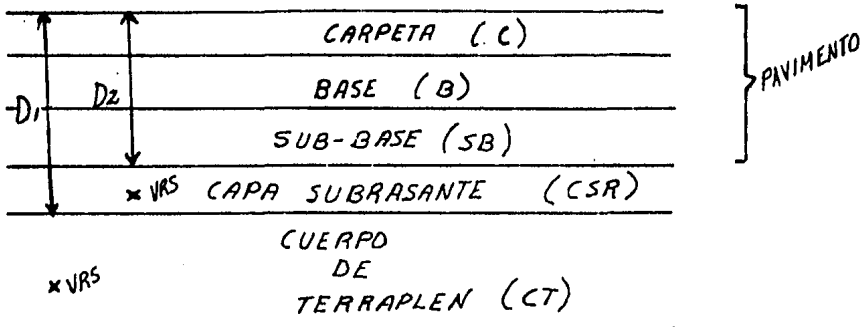 CARPETA (C)
PAVIMENTO
BASE (B)
D1
D2
SUB-BASE (SB)
x VRS CAPA SUBRASANTE (CSR)
CUERPO
DE
x VRS
TERRAPLEN (CT)